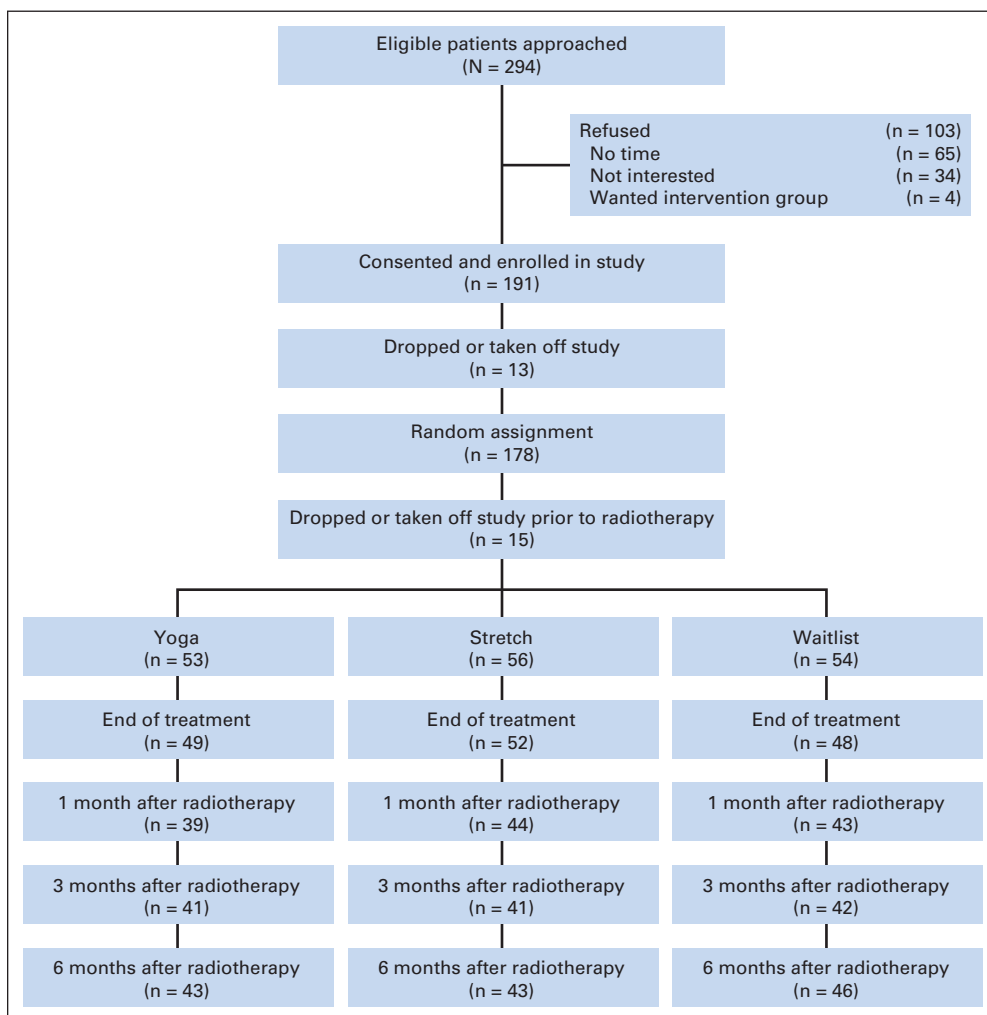 Eligible patients approached
(N = 294)
Refused (n = 103)
No time (n = 65)
Not interested (n = 34)
Wanted intervention group (n = 4)
Consented and enrolled in study
(n = 191)
Dropped or taken off study
(n = 13)
Random assignment
(n = 178)
Dropped or taken off study prior to radiotherapy
(n = 15)
Yoga
(n = 53)
Stretch
(n = 56)
Waitlist
(n = 54)
End of treatment
(n = 49)
End of treatment
(n = 52)
End of treatment
(n = 48)
1 month after radiotherapy
(n = 39)
1 month after radiotherapy
(n = 44)
1 month after radiotherapy
(n = 43)
3 months after radiotherapy
(n = 41)
3 months after radiotherapy
(n = 41)
3 months after radiotherapy
(n = 42)
6 months after radiotherapy
(n = 43)
6 months after radiotherapy
(n = 43)
6 months after radiotherapy
(n = 46)